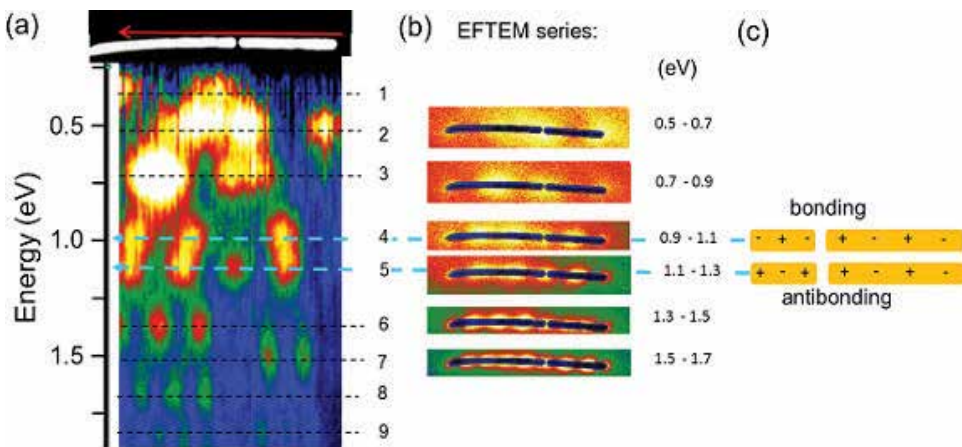 (a)
(b)
EFTEM series:
(c)
(eV)
1
0.5
2
0.5 - 0.7
3
0.7 - 0.9
bonding
Energy (eV)
1.0
4
0.9 - 1.1
- + -
+ - + -
5
1.1 - 1.3
+ - +
+ - + -
antibonding
6
1.3 - 1.5
1.5
7
1.5 - 1.7
8
9